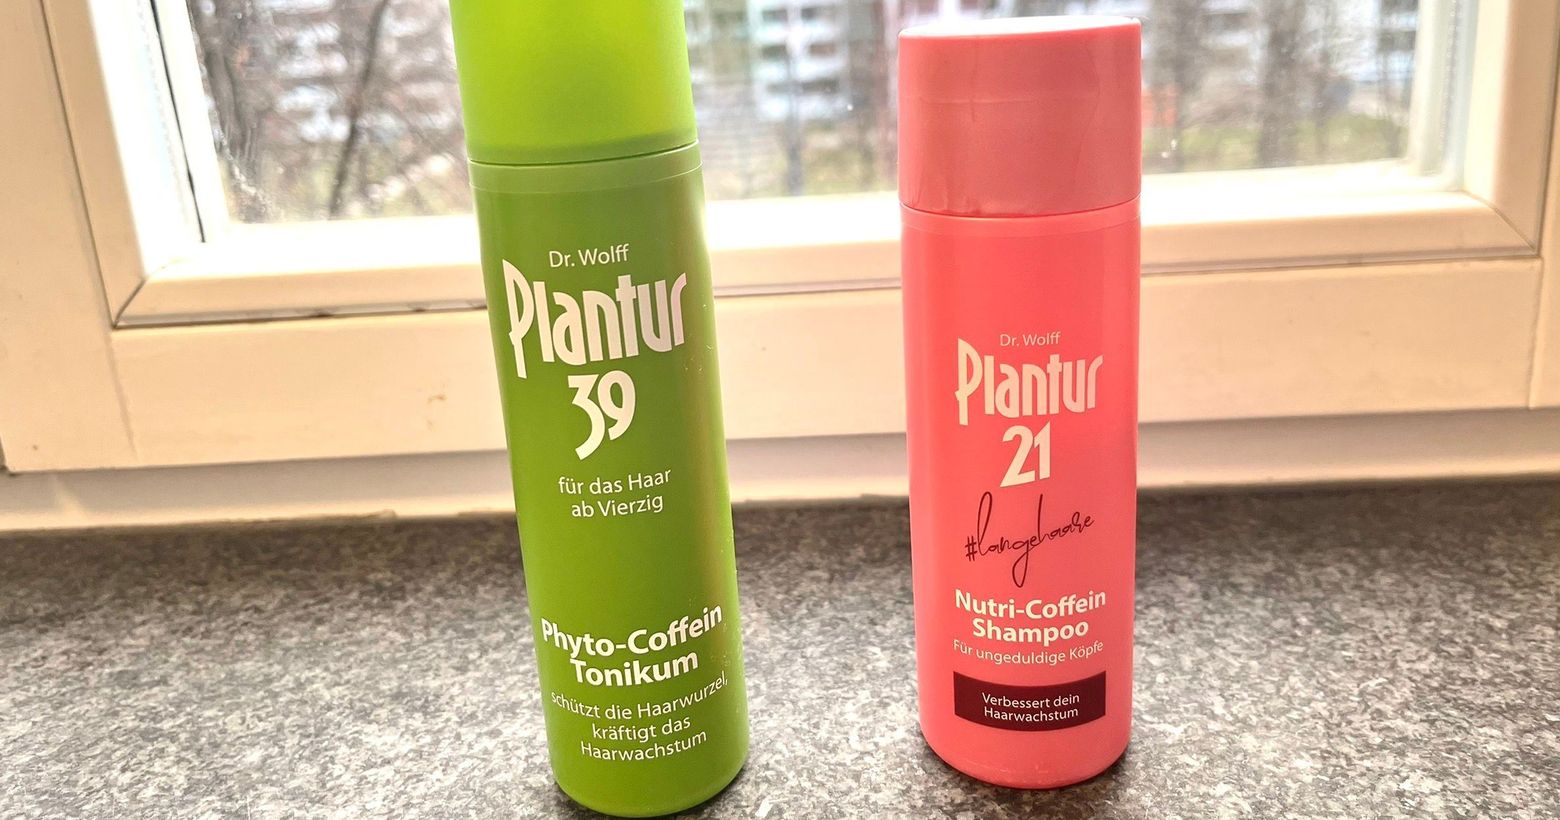 Dr. Wolff
Plantur
39
für das Haar
ab Vierzig
Phyto-Coffein
Tonikum
schützt die Haarwurzel,
kräftigt das
Haarwachstum
Dr. Wolff
Plantur
21
#langehaare
Nutri-Coffein
Shampoo
Für ungeduldige Köpfe
Verbessert dein
Haarwachstum